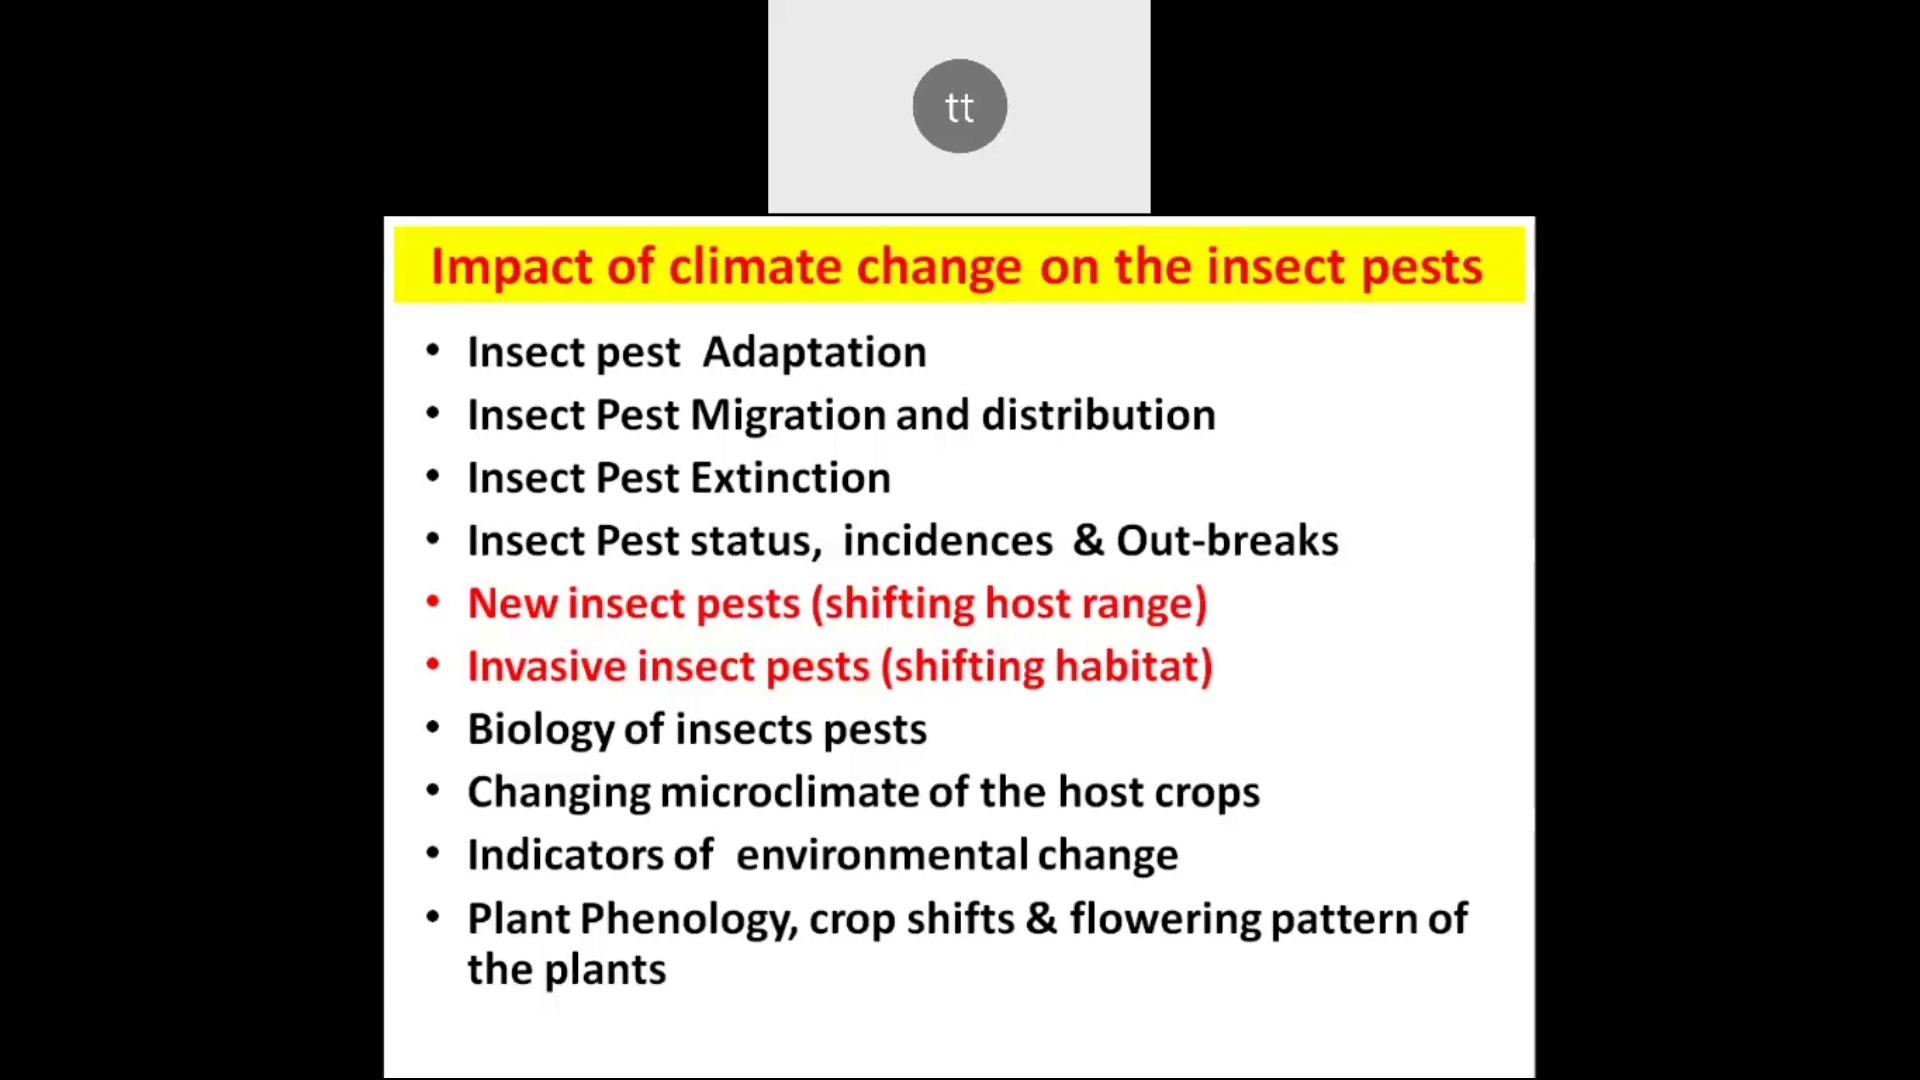 tt
Impact of climate change on the insect pests
• Insect pest Adaptation
• Insect Pest Migration and distribution
• Insect Pest Extinction
• Insect Pest status, incidences & Out-breaks
• New insect pests (shifting host range)
• Invasive insect pests (shifting habitat)
• Biology of insects pests
• Changing microclimate of the host crops
• Indicators of environmental change
• Plant Phenology, crop shifts & flowering pattern of
the plants